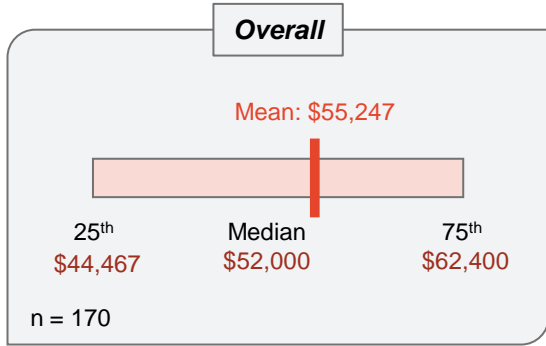 Overall
Mean: $55,247
25th Median 75th
$44,467 $52,000 $62,400
n = 170